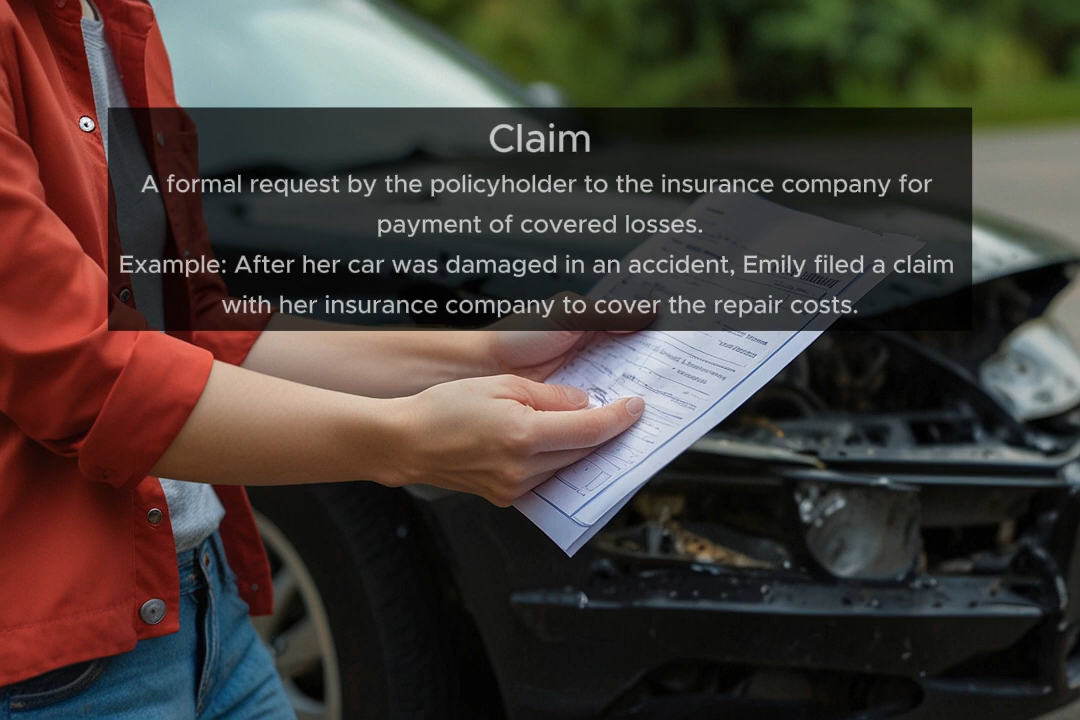 Claim
A formal request by the policyholder to the insurance company for
payment of covered losses.
Example: After her car was damaged in an accident, Emily filed a claim
with her insurance company to cover the repair costs.